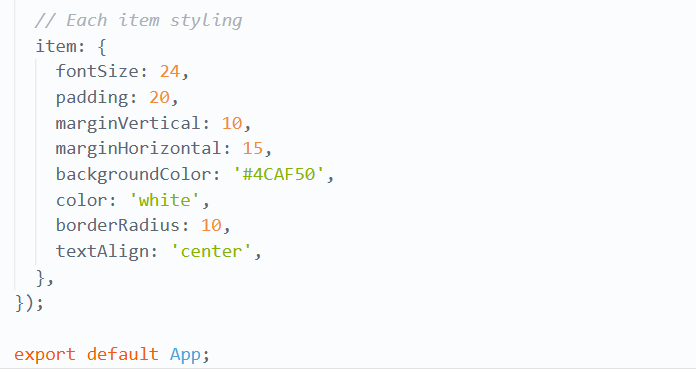 // Each item styling
item: {
fontSize: 24,
padding: 20,
marginVertical: 10,
marginHorizontal: 15,
backgroundColor: '#4CAF50',
color: 'white',
borderRadius: 10,
textAlign: 'center',
},
});
export default App;